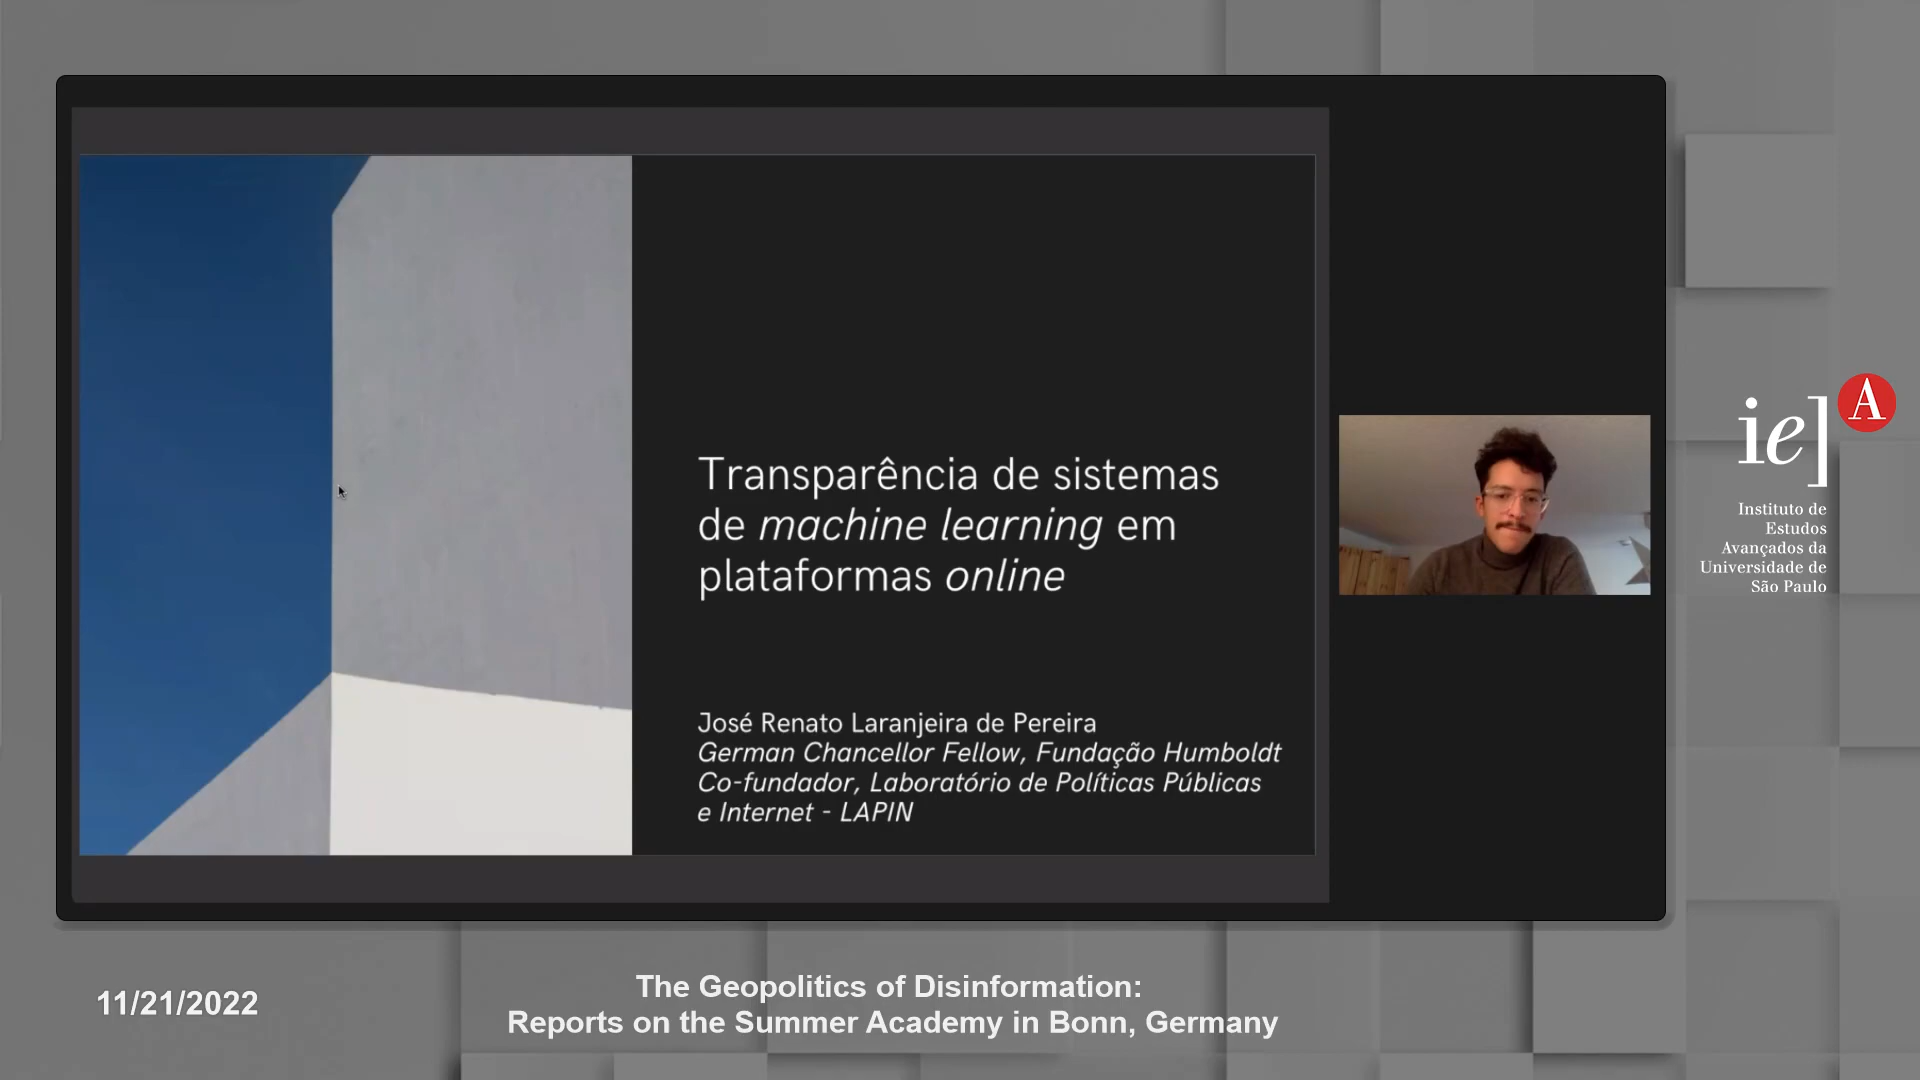 Transparência de sistemas
de machine learning em
plataformas online
José Renato Laranjeira de Pereira
German Chancellor Fellow, Fundação Humboldt
Co-fundador, Laboratório de Políticas Públicas
e Internet - LAPIN
ie] A
Instituto de
Estudos
Avançados da
Universidade de
São Paulo
11/21/2022
The Geopolitics of Disinformation:
Reports on the Summer Academy in Bonn, Germany